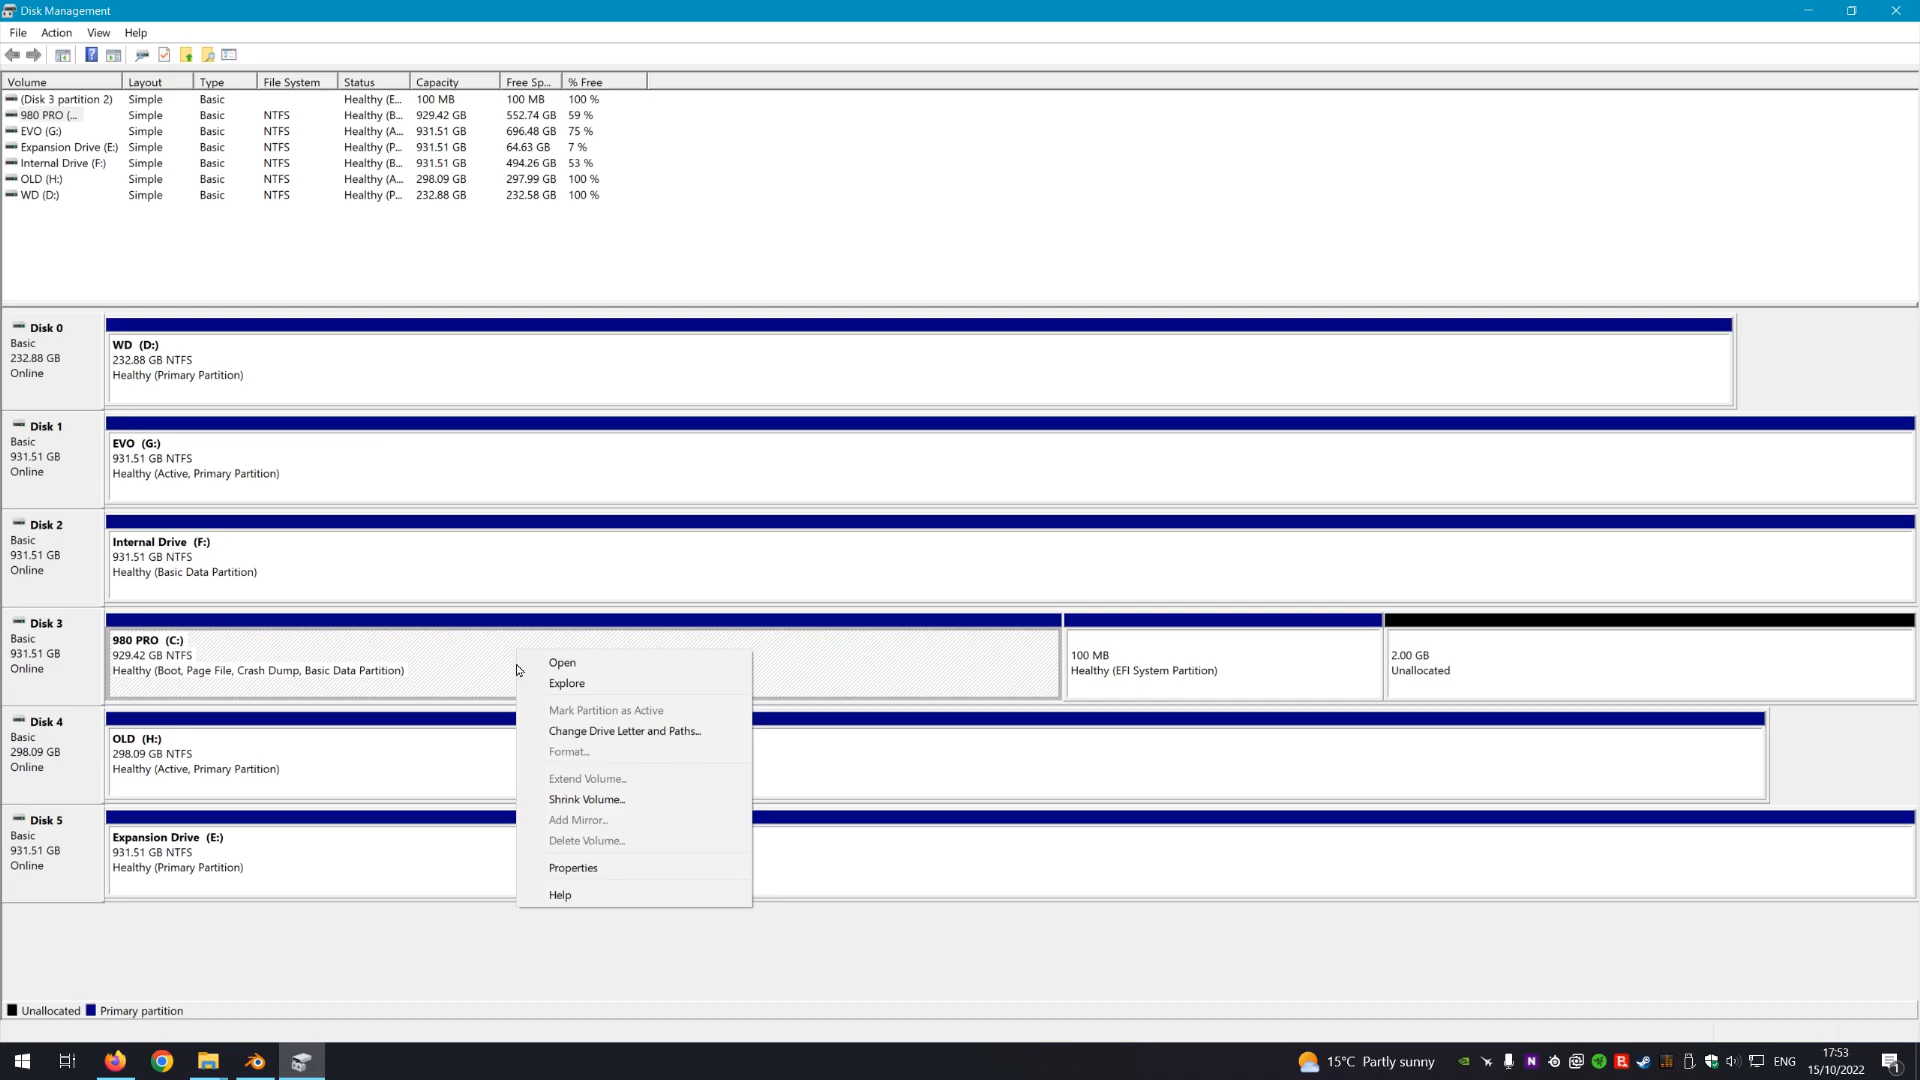 Disk Management
File Action View Help
Volume Layout Type File System Status Capacity Free Sp... % Free
(Disk 3 partition 2) Simple Basic Healthy (E... 100 MB 100 MB 100 %
980 PRO (... Simple Basic NTFS Healthy (B... 929.42 GB 552.74 GB 59 %
EVO (G:) Simple Basic NTFS Healthy (A... 931.51 GB 696.48 GB 75 %
Expansion Drive (E:) Simple Basic NTFS Healthy (P... 931.51 GB 64.63 GB 7 %
Internal Drive (F:) Simple Basic NTFS Healthy (B... 931.51 GB 494.26 GB 53 %
OLD (H:) Simple Basic NTFS Healthy (A... 298.09 GB 297.99 GB 100 %
WD (D:) Simple Basic NTFS Healthy (P... 232.88 GB 232.58 GB 100 %
Disk 0
Basic
232.88 GB
Online
WD (D:)
232.88 GB NTFS
Healthy (Primary Partition)
Disk 1
Basic
931.51 GB
Online
EVO (G:)
931.51 GB NTFS
Healthy (Active, Primary Partition)
Disk 2
Basic
931.51 GB
Online
Internal Drive (F:)
931.51 GB NTFS
Healthy (Basic Data Partition)
Disk 3
Basic
931.51 GB
Online
980 PRO (C:)
929.42 GB NTFS
Healthy (Boot, Page File, Crash Dump, Basic Data Partition)
100 MB
Healthy (EFI System Partition)
2.00 GB
Unallocated
Open
Explore
Mark Partition as Active
Change Drive Letter and Paths...
Format...
Extend Volume...
Shrink Volume...
Add Mirror...
Delete Volume...
Properties
Help
Disk 4
Basic
298.09 GB
Online
OLD (H:)
298.09 GB NTFS
Healthy (Active, Primary Partition)
Disk 5
Basic
931.51 GB
Online
Expansion Drive (E:)
931.51 GB NTFS
Healthy (Primary Partition)
Unallocated Primary partition
15°C Partly sunny
ENG
17:53
15/10/2022
1